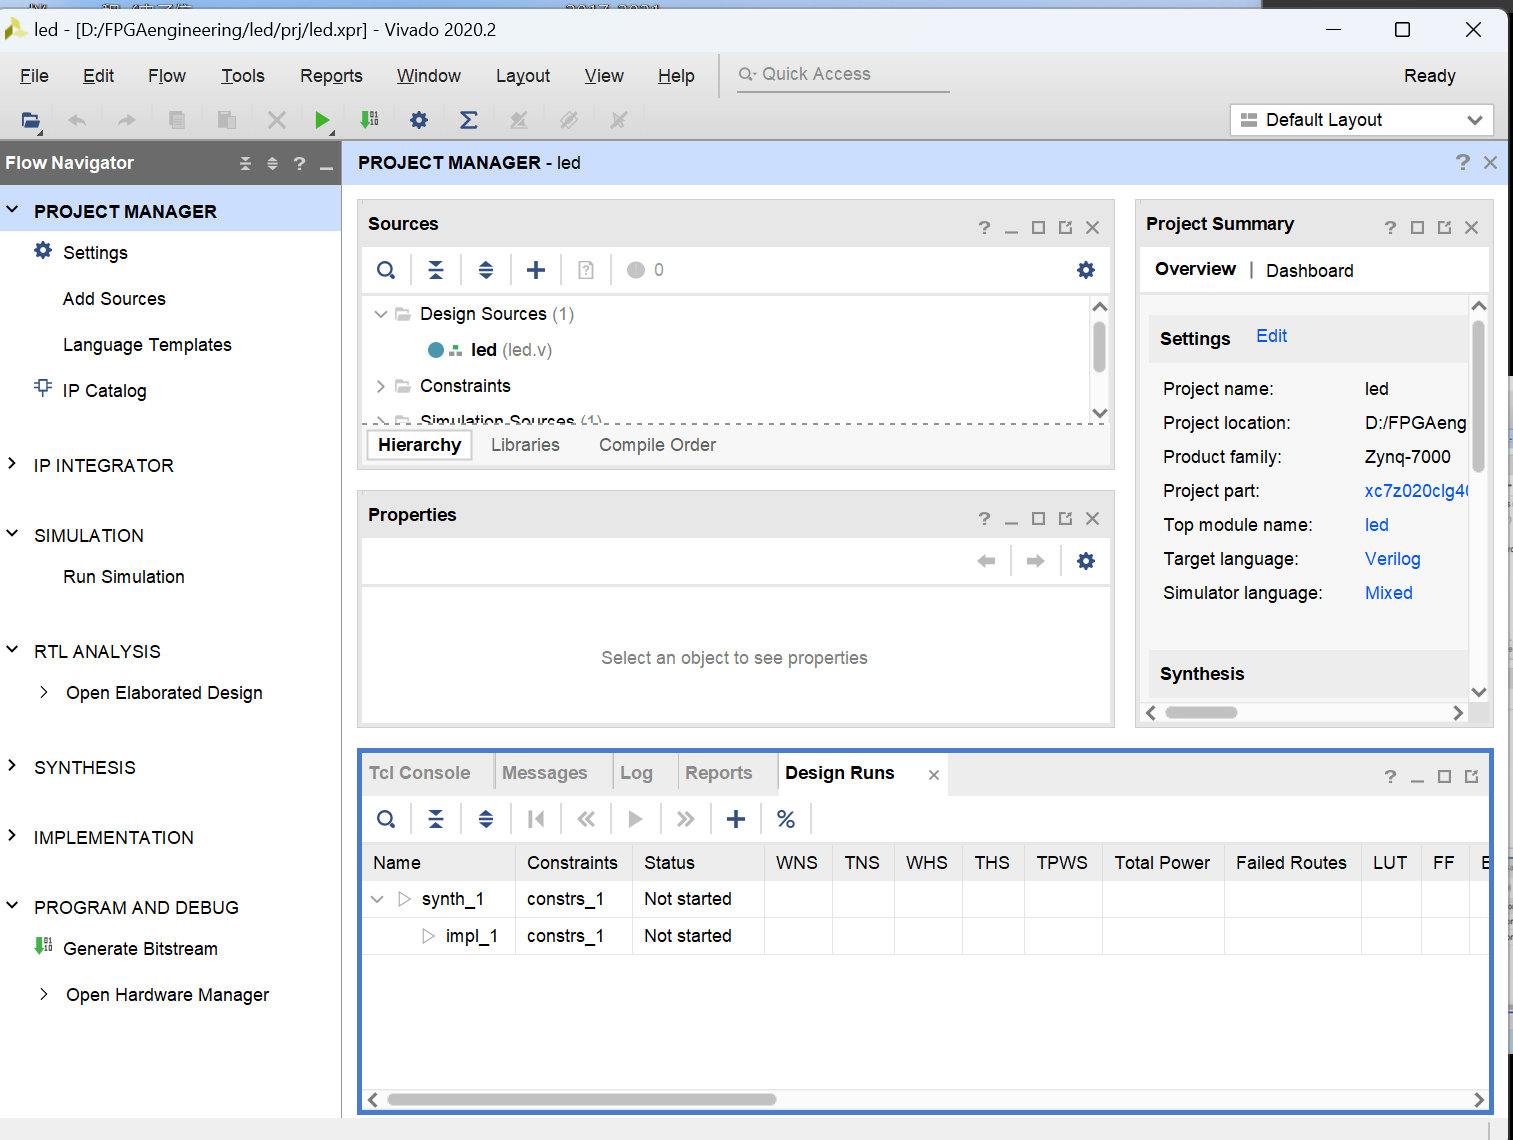 led - [D:/FPGAengineering/led/prj/led.xpr] - Vivado 2020.2
File Edit Flow Tools Reports Window Layout View Help Quick Access Ready
Default Layout
Flow Navigator
PROJECT MANAGER
Settings
Add Sources
Language Templates
IP Catalog
IP INTEGRATOR
SIMULATION
Run Simulation
RTL ANALYSIS
Open Elaborated Design
SYNTHESIS
IMPLEMENTATION
PROGRAM AND DEBUG
Generate Bitstream
Open Hardware Manager
PROJECT MANAGER - led
Sources
0
Design Sources (1)
led (led.v)
Constraints
Simulation Sources (1)
Hierarchy Libraries Compile Order
Properties
Select an object to see properties
Project Summary
Overview | Dashboard
Settings Edit
Project name: led
Project location: D:/FPGAeng
Product family: Zynq-7000
Project part: xc7z020clg40
Top module name: led
Target language: Verilog
Simulator language: Mixed
Synthesis
Tcl Console Messages Log Reports Design Runs
Name Constraints Status WNS TNS WHS THS TPWS Total Power Failed Routes LUT FF
synth_1 constrs_1 Not started
impl_1 constrs_1 Not started